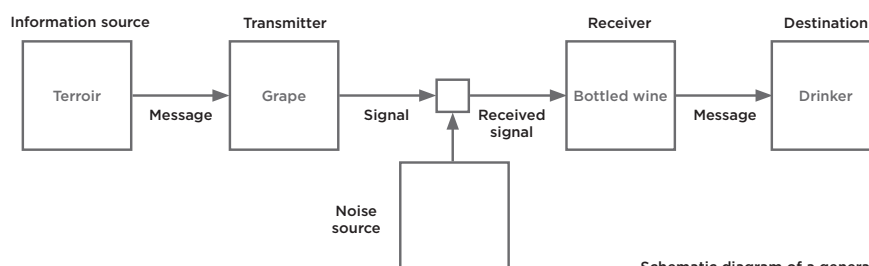 Information source
Transmitter
Receiver
Destination
Terroir
Grape
Bottled wine
Drinker
Message
Signal
Received
signal
Message
Noise
source
Schematic diagram of a genera